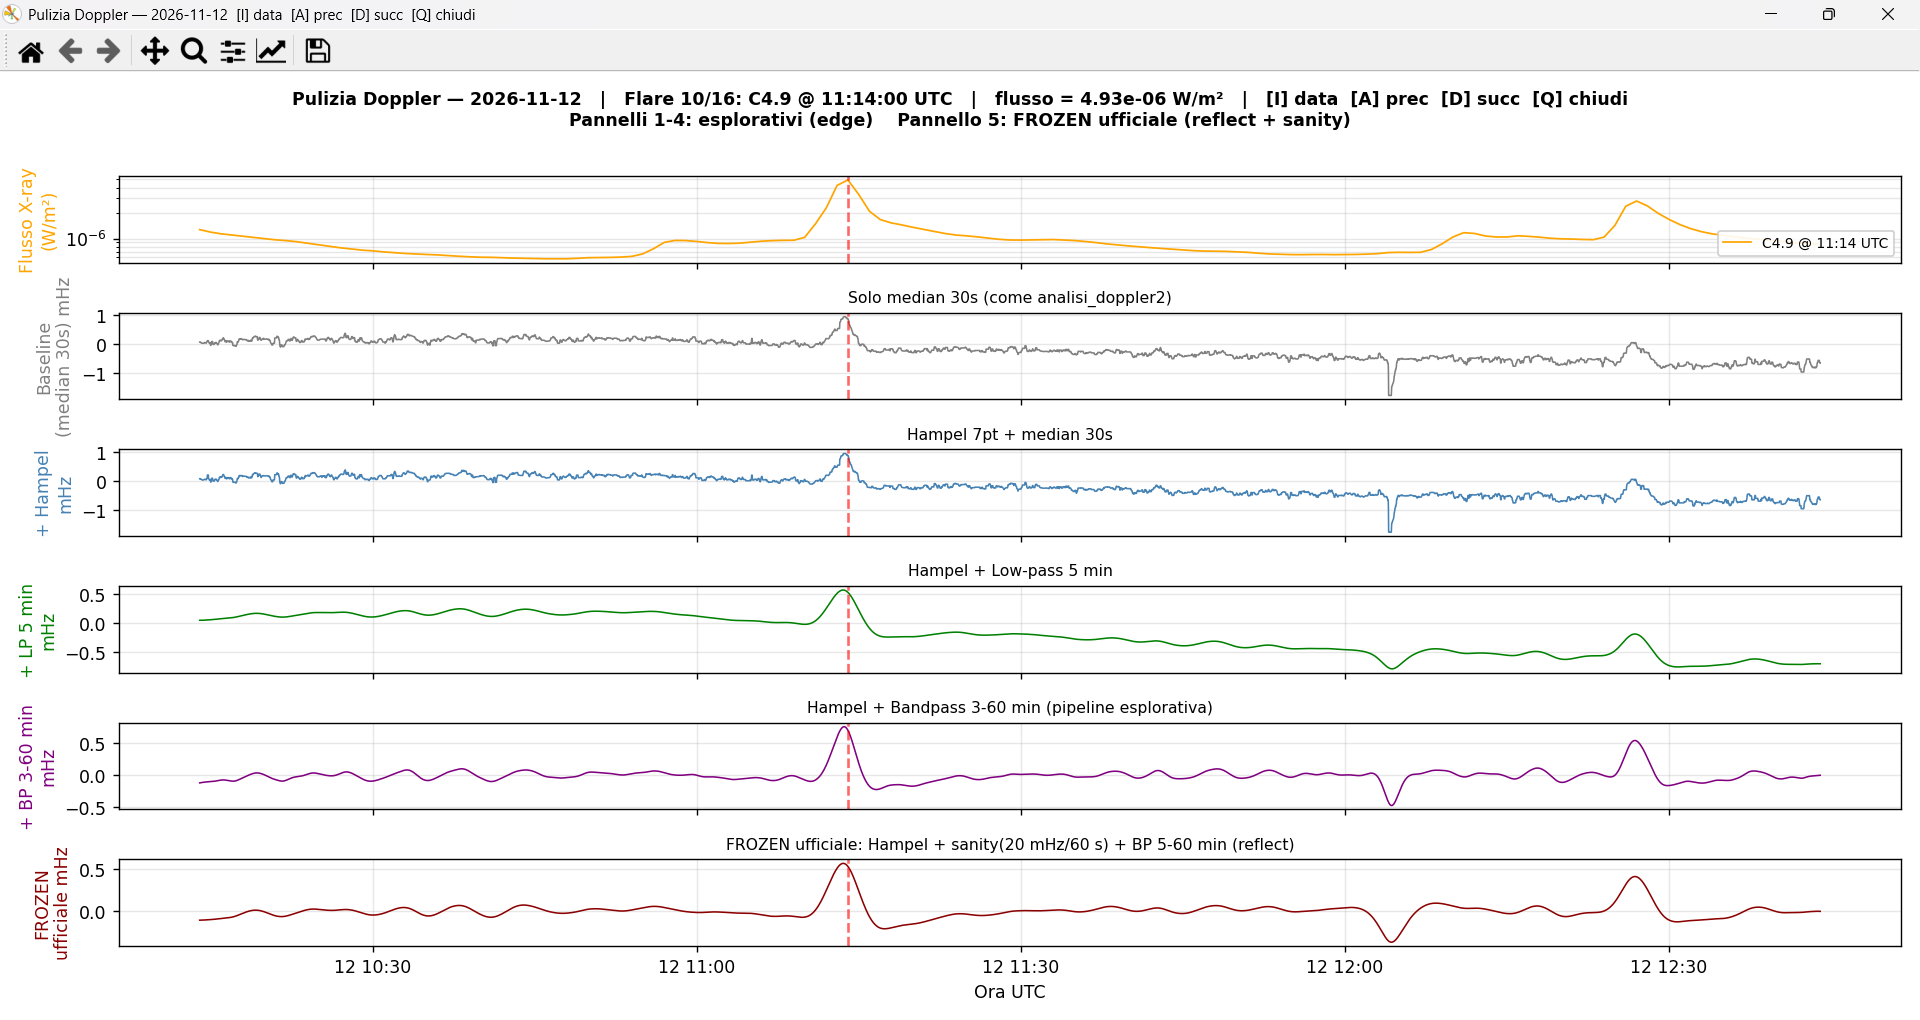 Pulizia Doppler — 2026-11-12 [I] data [A] prec [D] succ [Q] chiudi
Pulizia Doppler — 2026-11-12 | Flare 10/16: C4.9 @ 11:14:00 UTC | flusso = 4.93e-06 W/m² | [I] data [A] prec [D] succ [Q] chiudi
Pannelli 1-4: esplorativi (edge) Pannello 5: FROZEN ufficiale (reflect + sanity)
Flusso X-ray
(W/m²)
10⁻⁶
C4.9 @ 11:14 UTC
Solo median 30s (come analisi_doppler2)
Baseline
(median 30s) mHz
1
0
−1
Hampel 7pt + median 30s
+ Hampel
mHz
1
0
−1
Hampel + Low-pass 5 min
+ LP 5 min
mHz
0.5
0.0
−0.5
Hampel + Bandpass 3-60 min (pipeline esplorativa)
+ BP 3-60 min
mHz
0.5
0.0
−0.5
FROZEN ufficiale: Hampel + sanity(20 mHz/60 s) + BP 5-60 min (reflect)
FROZEN
ufficiale mHz
0.5
0.0
12 10:30 12 11:00 12 11:30 12 12:00 12 12:30
Ora UTC